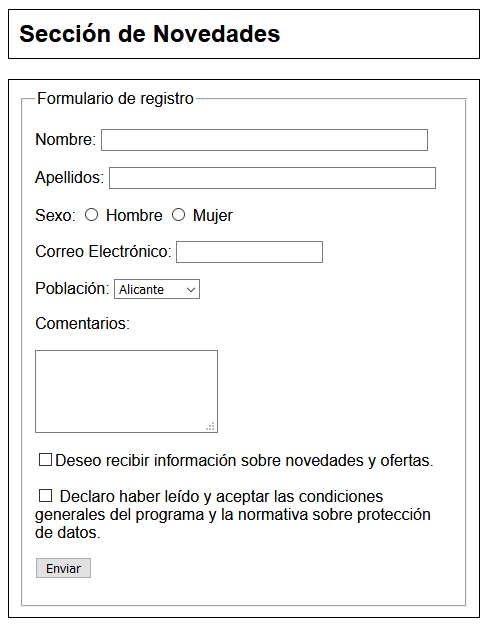 Sección de Novedades
Formulario de registro
Nombre:
Apellidos:
Sexo: Hombre Mujer
Correo Electrónico:
Población: Alicante
Comentarios:
Deseo recibir información sobre novedades y ofertas.
Declaro haber leído y aceptar las condiciones
generales del programa y la normativa sobre protección
de datos.
Enviar